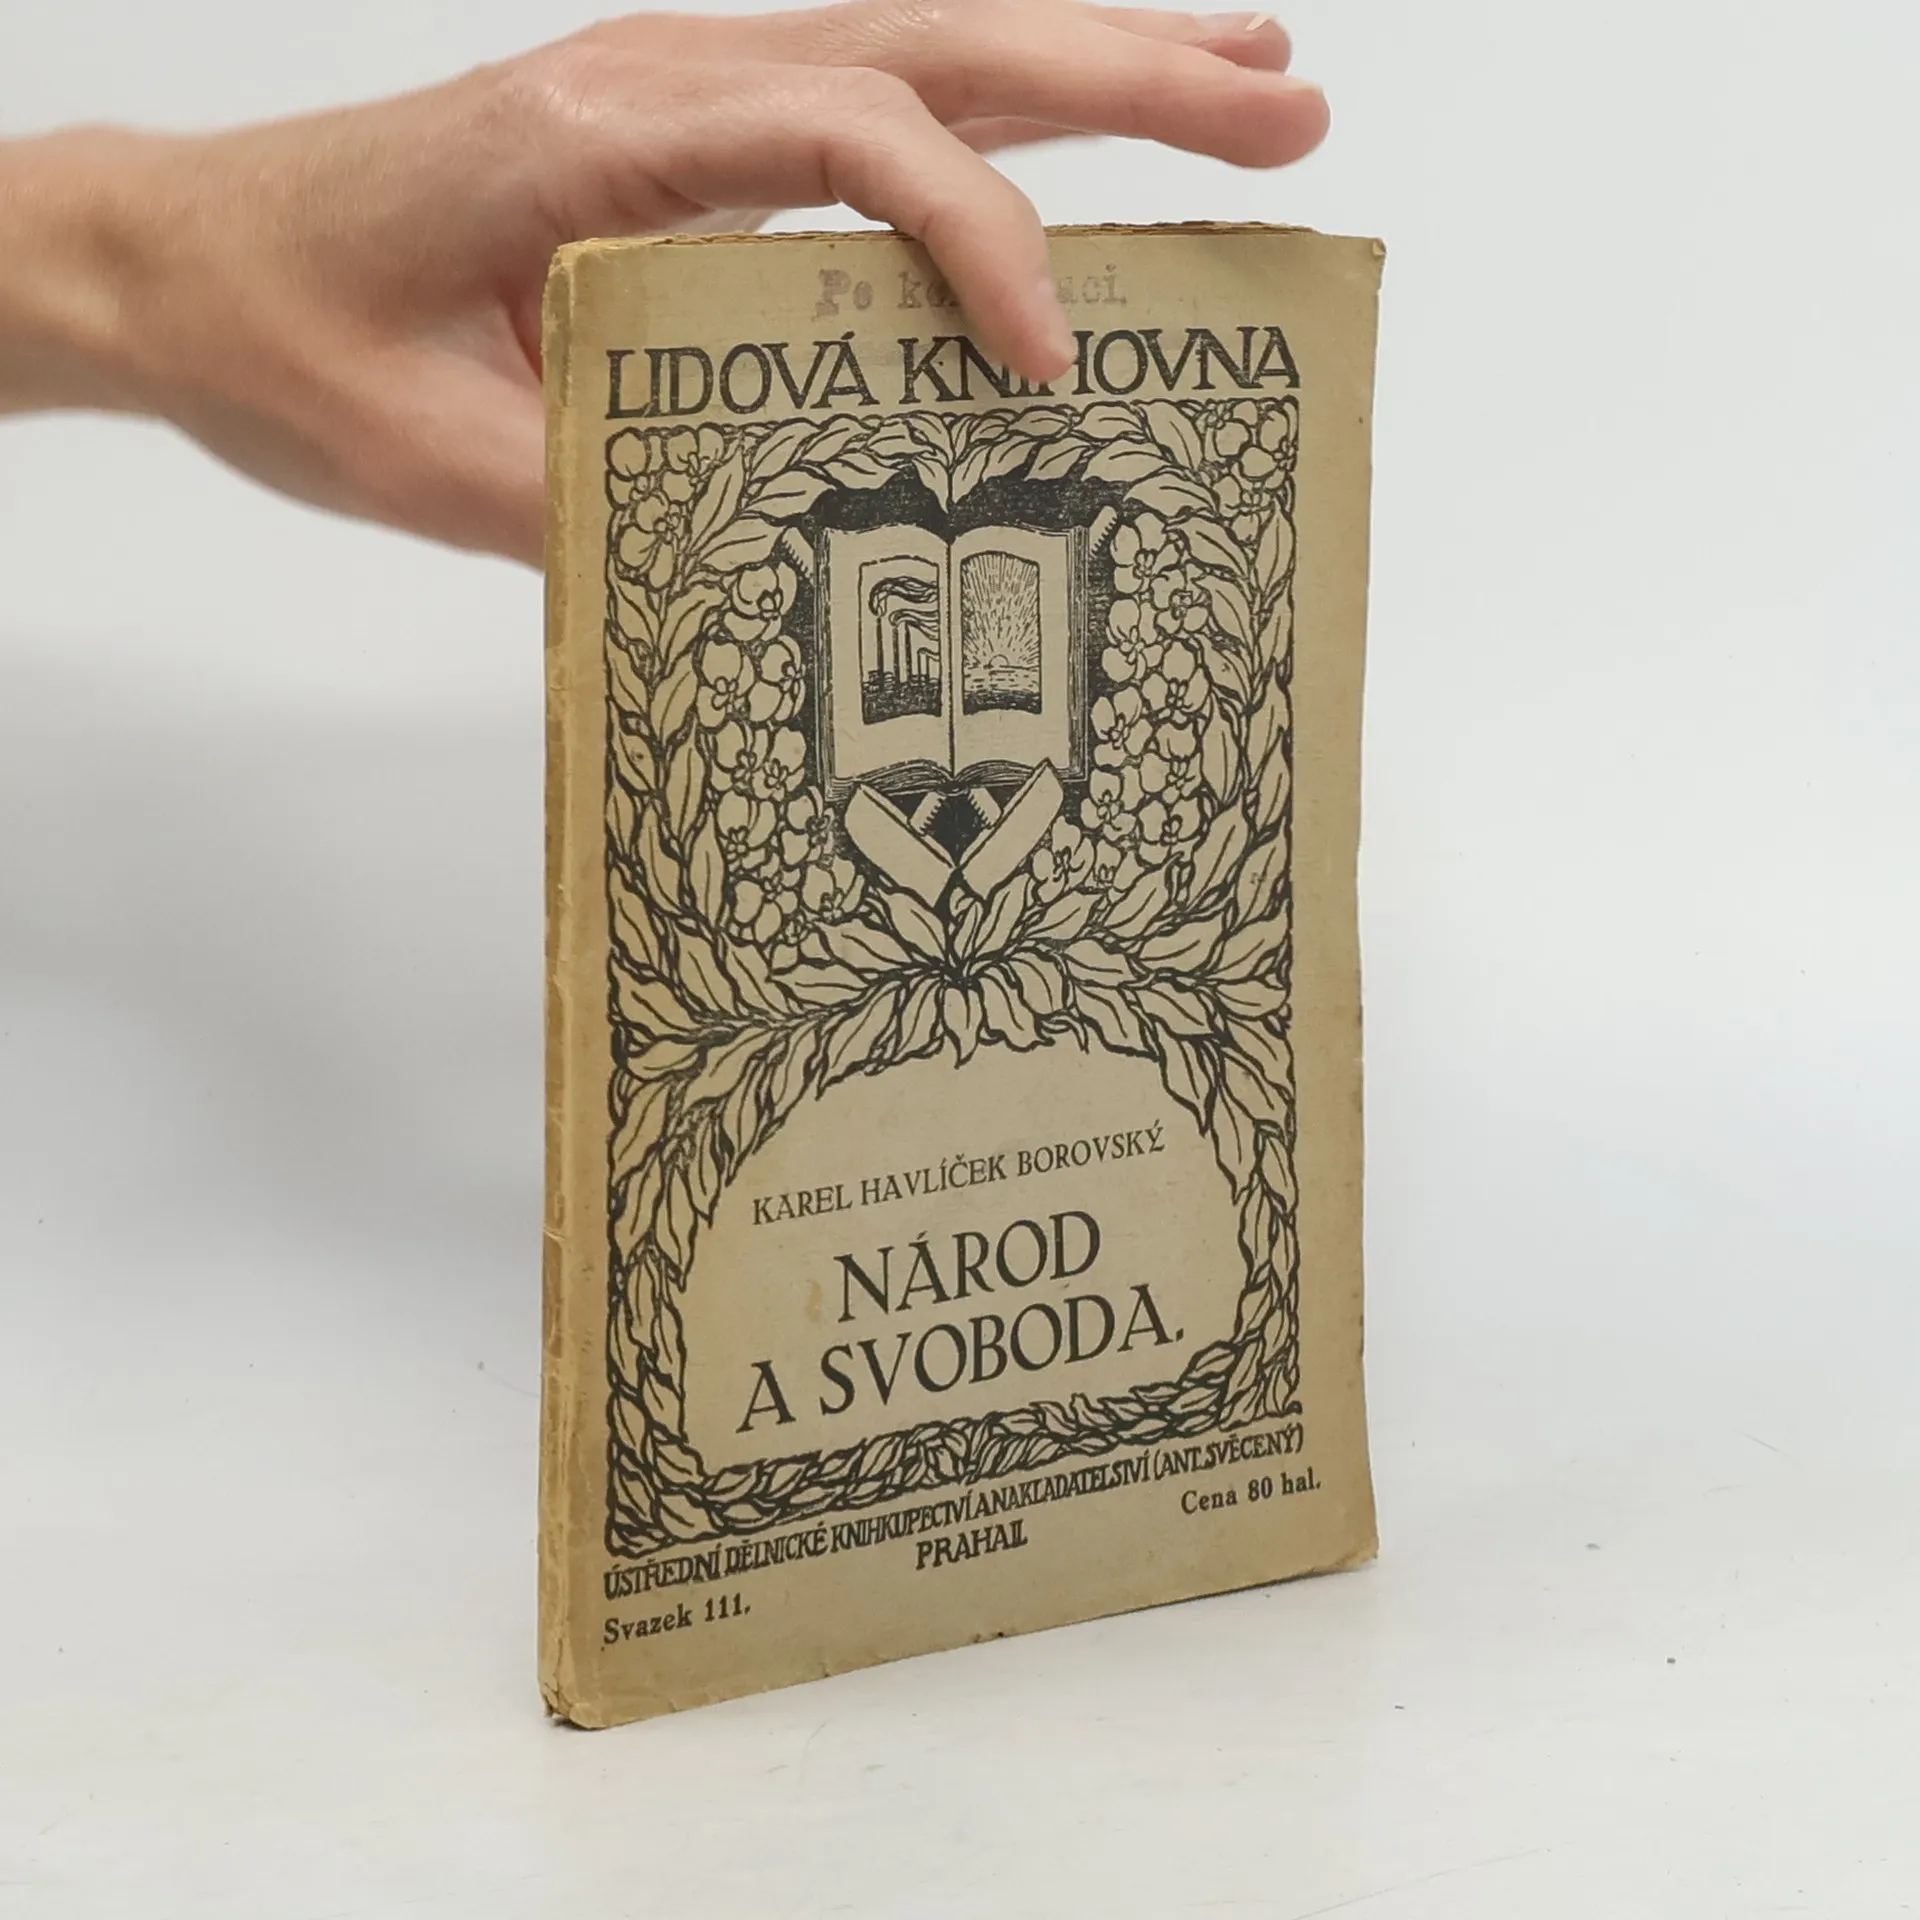 Po
LIDOVÁ KNIHOVNA
KAREL HAVLÍČEK BOROVSKÝ
NÁROD
A SVOBODA.
ÚSTŘEDNÍ DĚLNICKÉ KNIHKUPECTVÍ A NAKLADATELSTVÍ (ANT. SVĚCENÝ)
PRAHA II.
Cena 80 hal.
Svazek 111.